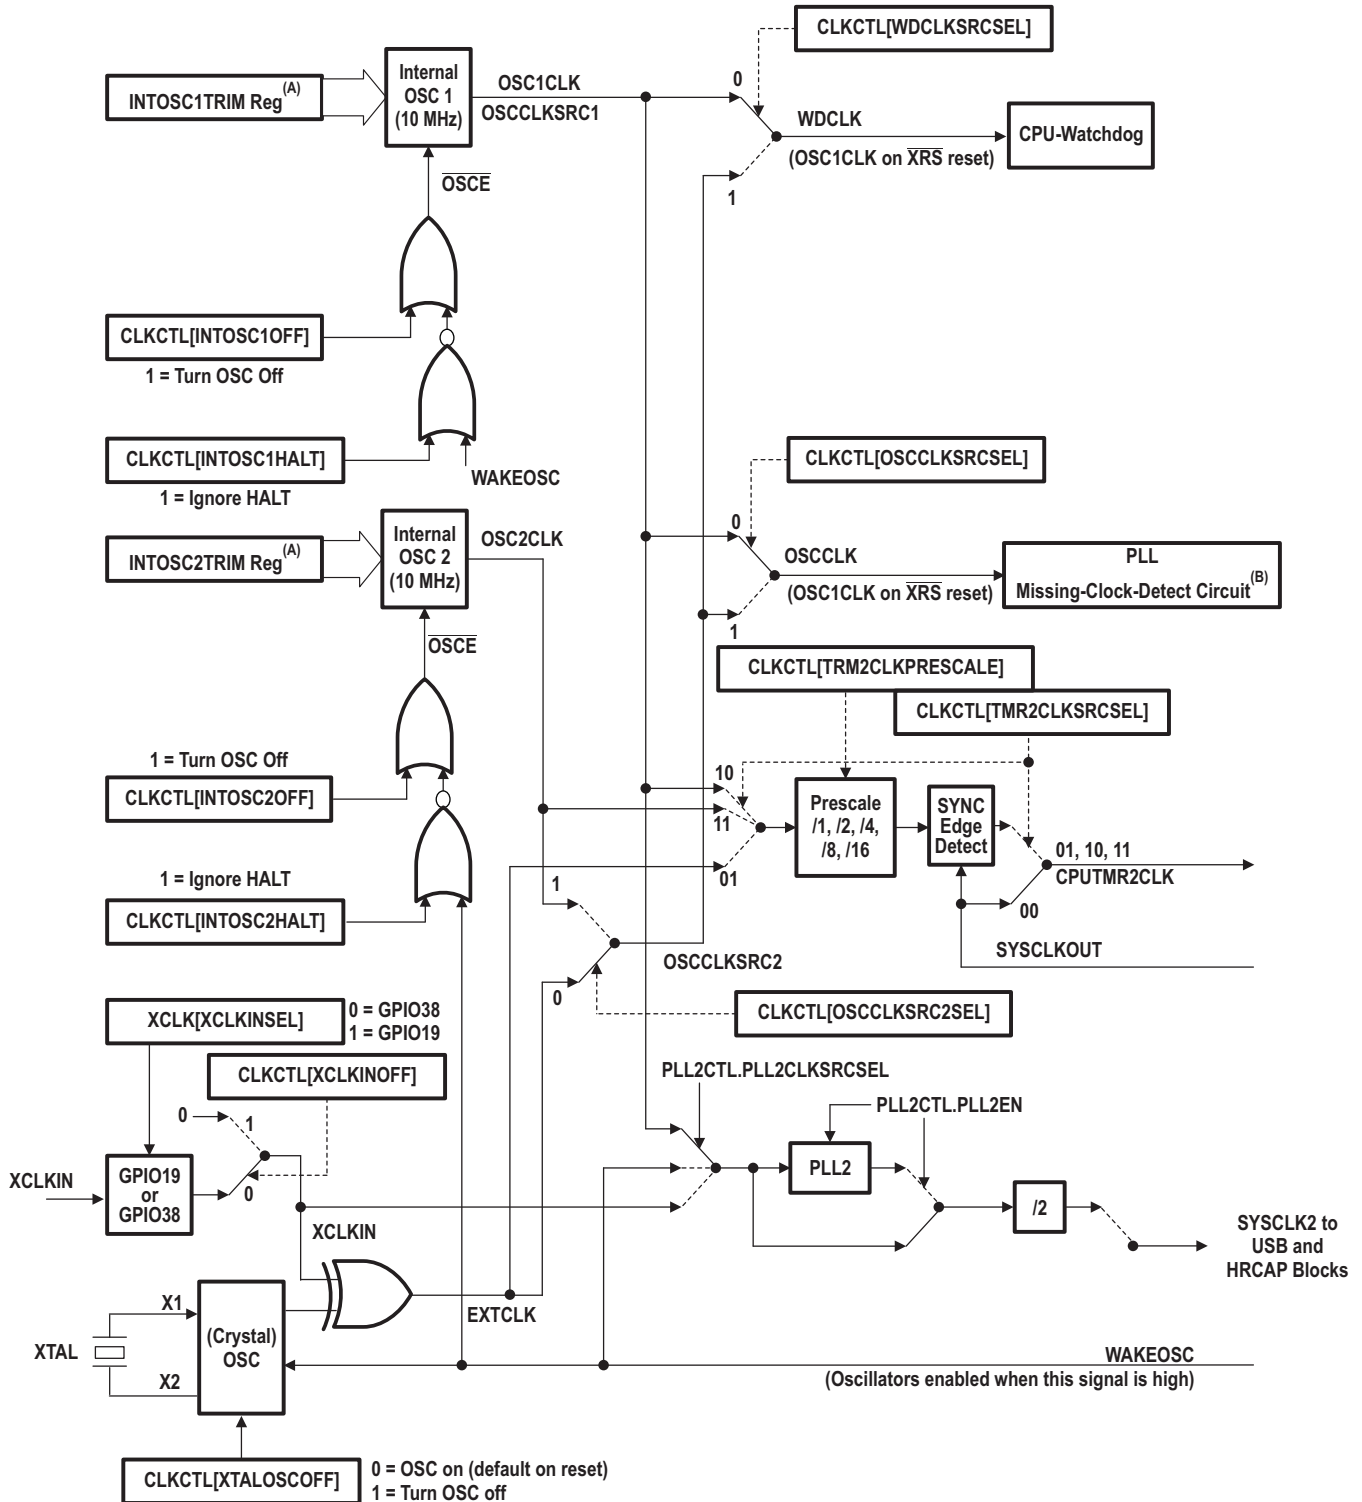 CLKCTL[WDCLKSRCSEL]
INTOSC1TRIM Reg(A)
Internal
OSC 1
(10 MHz)
OSC1CLK
OSCCLKSRC1
0
WDCLK
(OSC1CLK on XRS reset)
CPU-Watchdog
1
OSCE
CLKCTL[INTOSC1OFF]
1 = Turn OSC Off
CLKCTL[INTOSC1HALT]
1 = Ignore HALT
WAKEOSC
CLKCTL[OSCCLKSRCSEL]
INTOSC2TRIM Reg(A)
Internal
OSC 2
(10 MHz)
OSC2CLK
0
OSCCLK
(OSC1CLK on XRS reset)
PLL
Missing-Clock-Detect Circuit(B)
1
OSCE
CLKCTL[TRM2CLKPRESCALE]
CLKCTL[TMR2CLKSRCSEL]
1 = Turn OSC Off
CLKCTL[INTOSC2OFF]
10
11
01
Prescale
/1, /2, /4,
/8, /16
SYNC
Edge
Detect
01, 10, 11
CPUTMR2CLK
00
SYSCLKOUT
1 = Ignore HALT
CLKCTL[INTOSC2HALT]
1
0
OSCCLKSRC2
CLKCTL[OSCCLKSRC2SEL]
XCLK[XCLKINSEL]
0 = GPIO38
1 = GPIO19
CLKCTL[XCLKINOFF]
0
1
0
XCLKIN
GPIO19
or
GPIO38
XCLKIN
PLL2CTL.PLL2CLKSRCSEL
PLL2CTL.PLL2EN
PLL2
/2
SYSCLK2 to
USB and
HRCAP Blocks
EXTCLK
XTAL
X1
X2
(Crystal)
OSC
WAKEOSC
(Oscillators enabled when this signal is high)
CLKCTL[XTALOSCOFF]
0 = OSC on (default on reset)
1 = Turn OSC off